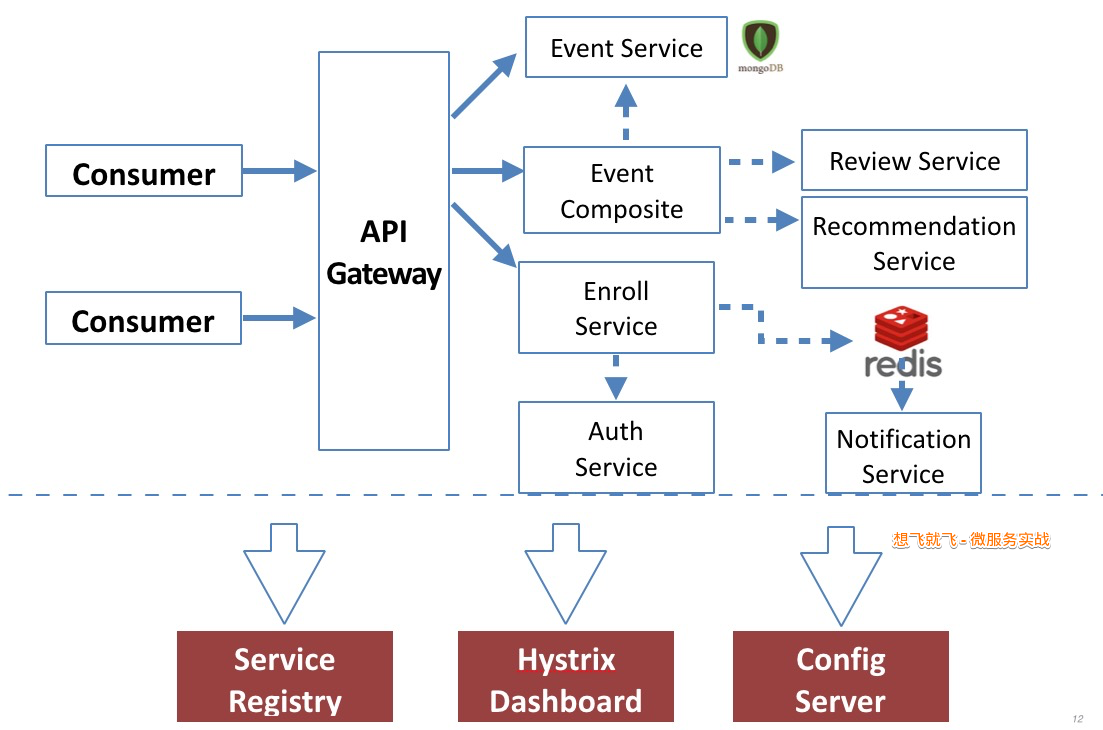 Event Service
mongoDB
Consumer
API
Gateway
Event
Composite
Review Service
Recommendation
Service
Enroll
Service
Consumer
redis
Auth
Service
Notification
Service
想飞就飞 - 微服务实战
Service
Registry
Hystrix
Dashboard
Config
Server
12